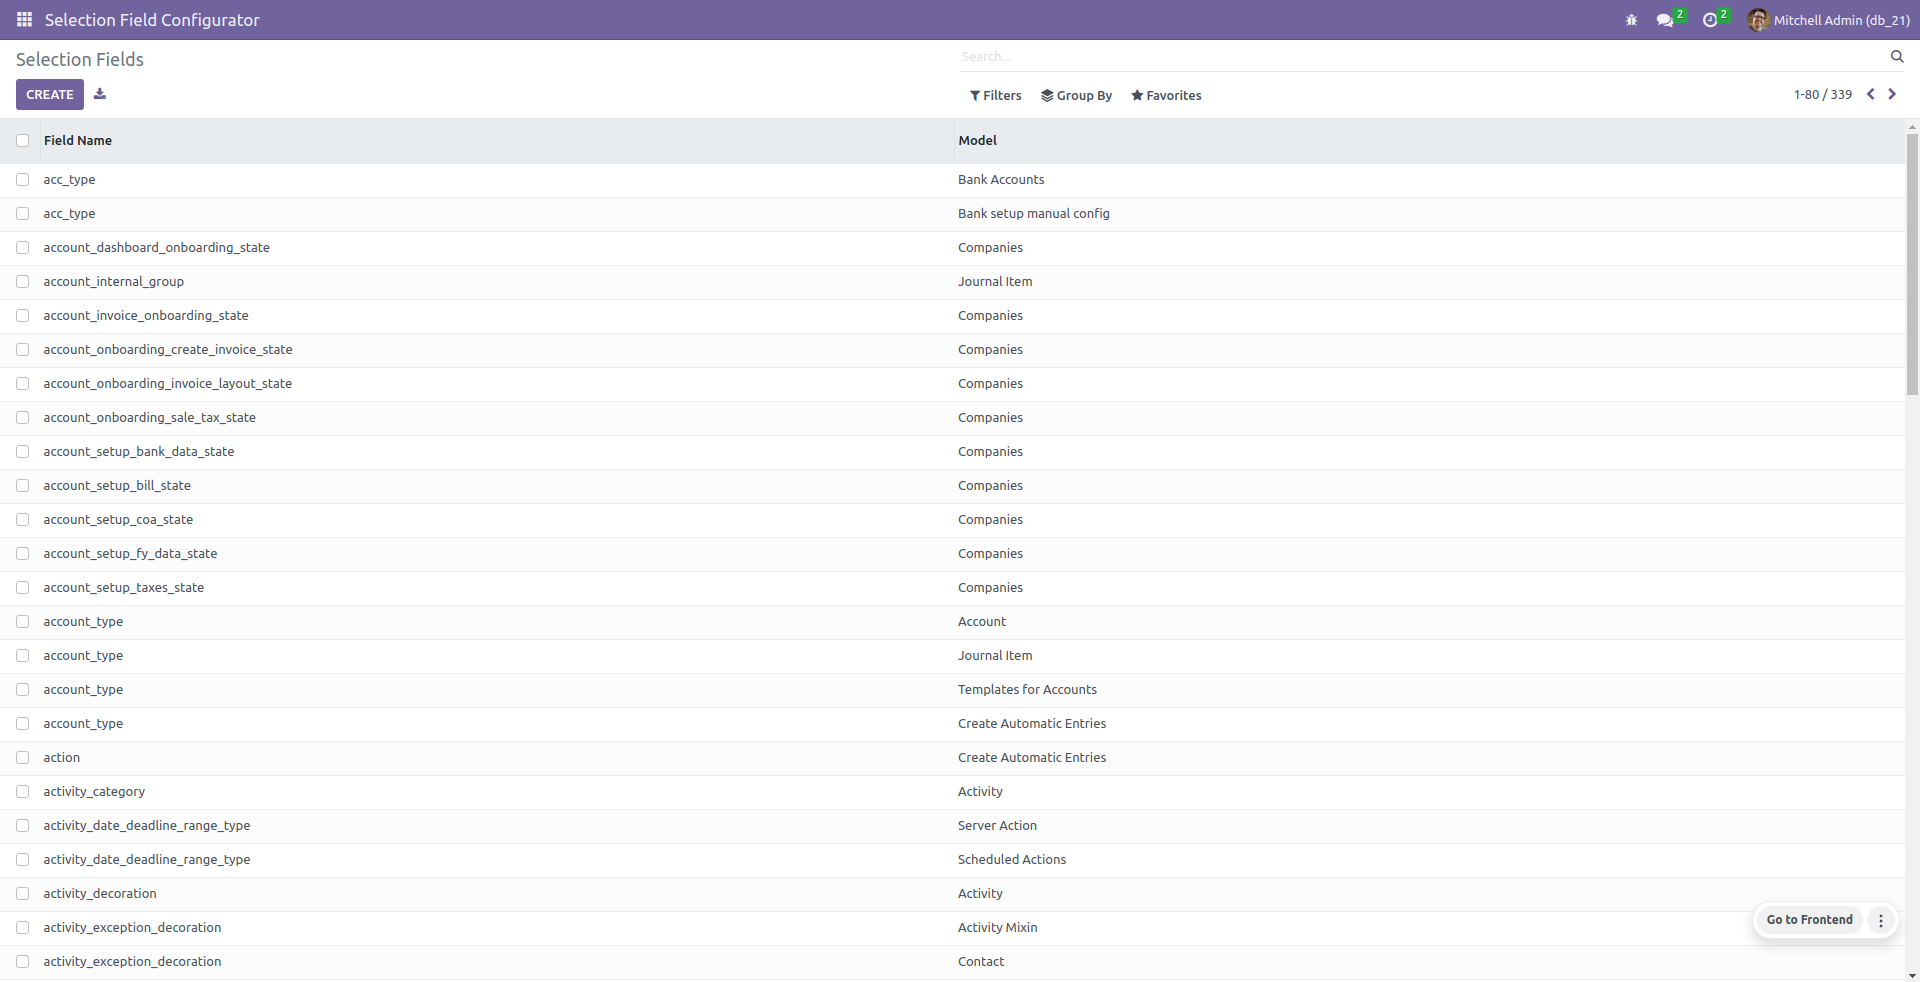 Selection Field Configurator
2
2
Mitchell Admin (db_21)
Selection Fields
Search...
CREATE
Filters
Group By
Favorites
1-80 / 339
Field Name Model
acc_type Bank Accounts
acc_type Bank setup manual config
account_dashboard_onboarding_state Companies
account_internal_group Journal Item
account_invoice_onboarding_state Companies
account_onboarding_create_invoice_state Companies
account_onboarding_invoice_layout_state Companies
account_onboarding_sale_tax_state Companies
account_setup_bank_data_state Companies
account_setup_bill_state Companies
account_setup_coa_state Companies
account_setup_fy_data_state Companies
account_setup_taxes_state Companies
account_type Account
account_type Journal Item
account_type Templates for Accounts
account_type Create Automatic Entries
action Create Automatic Entries
activity_category Activity
activity_date_deadline_range_type Server Action
activity_date_deadline_range_type Scheduled Actions
activity_decoration Activity
activity_exception_decoration Activity Mixin
Go to Frontend
activity_exception_decoration Contact